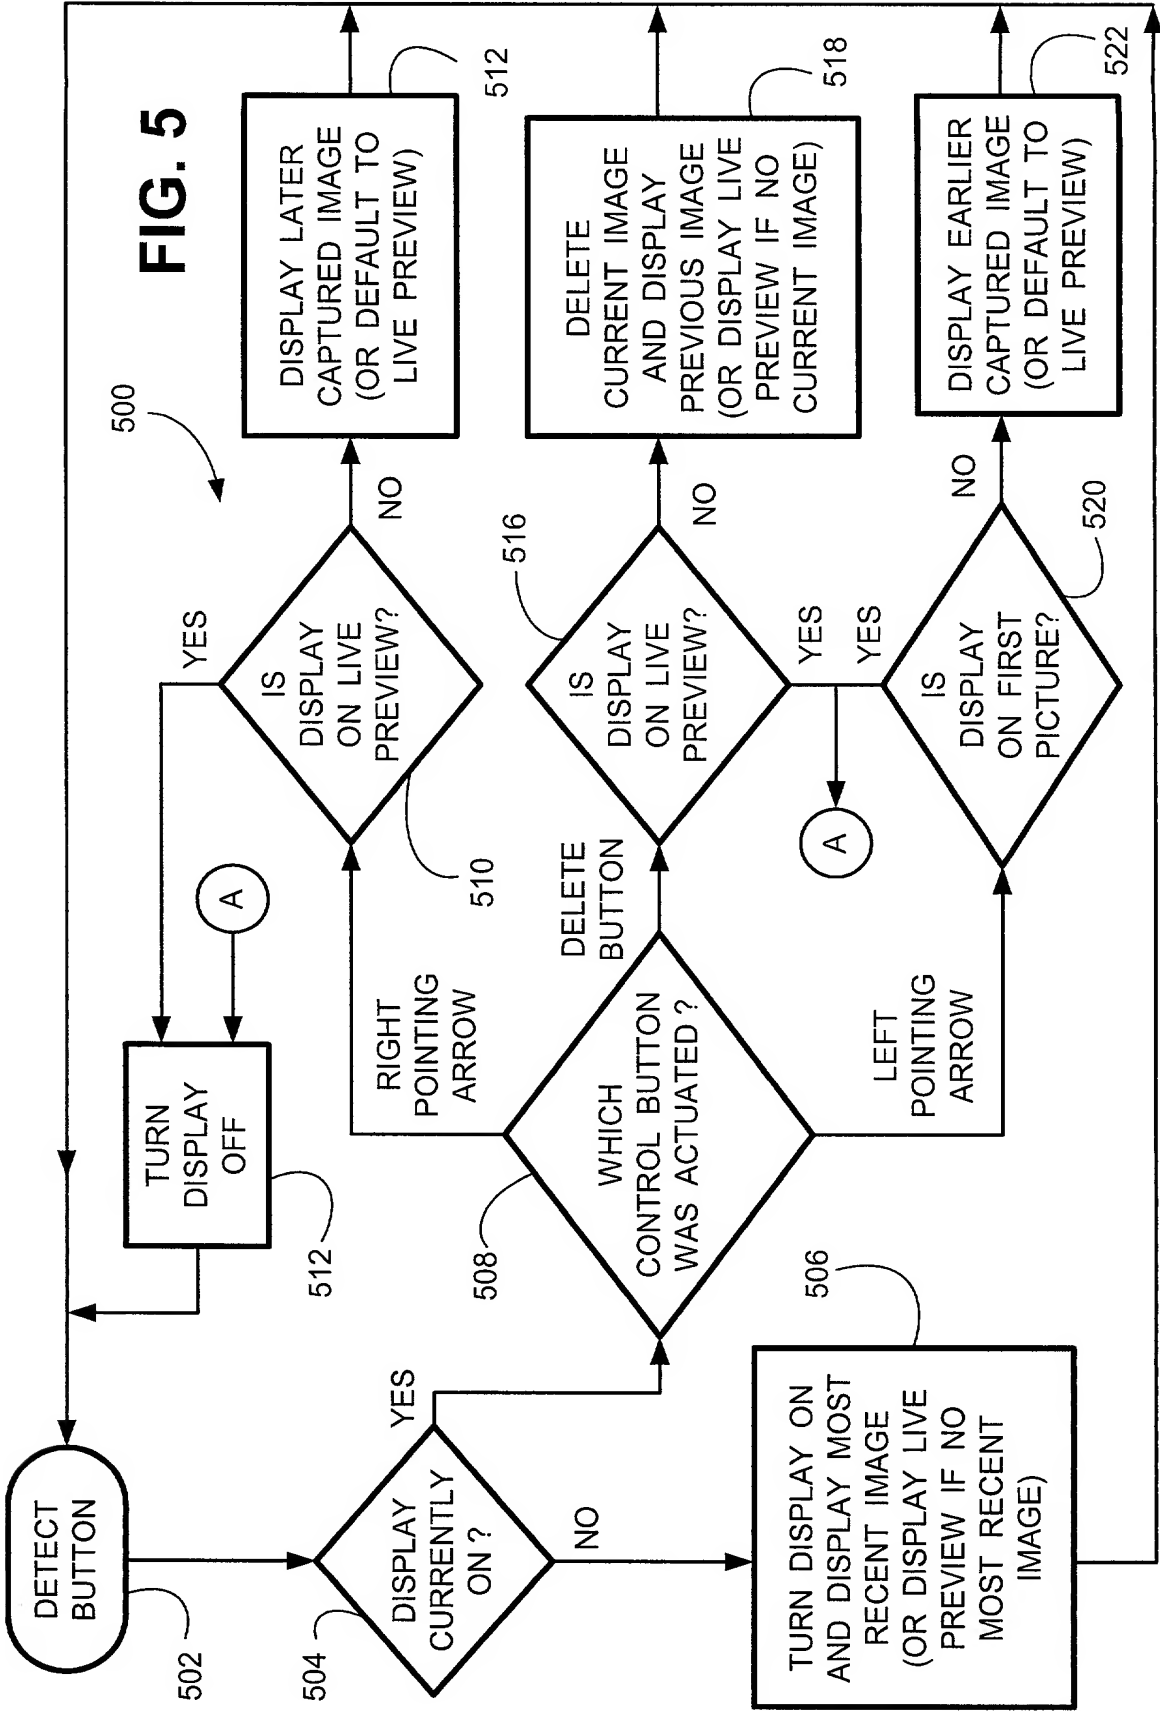 FIG. 5
500
DETECT
BUTTON
502
DISPLAY
CURRENTLY
ON ?
504
YES
NO
TURN DISPLAY ON
AND DISPLAY MOST
RECENT IMAGE
(OR DISPLAY LIVE
PREVIEW IF NO
MOST RECENT
IMAGE)
506
TURN
DISPLAY
OFF
512
A
WHICH
CONTROL BUTTON
WAS ACTUATED ?
508
RIGHT
POINTING
ARROW
DELETE
BUTTON
LEFT
POINTING
ARROW
IS
DISPLAY
ON LIVE
PREVIEW?
510
YES
NO
DISPLAY LATER
CAPTURED IMAGE
(OR DEFAULT TO
LIVE PREVIEW)
512
IS
DISPLAY
ON LIVE
PREVIEW?
516
YES
NO
DELETE
CURRENT IMAGE
AND DISPLAY
PREVIOUS IMAGE
(OR DISPLAY LIVE
PREVIEW IF NO
CURRENT IMAGE)
518
A
IS
DISPLAY
ON FIRST
PICTURE?
520
YES
NO
DISPLAY EARLIER
CAPTURED IMAGE
(OR DEFAULT TO
LIVE PREVIEW)
522